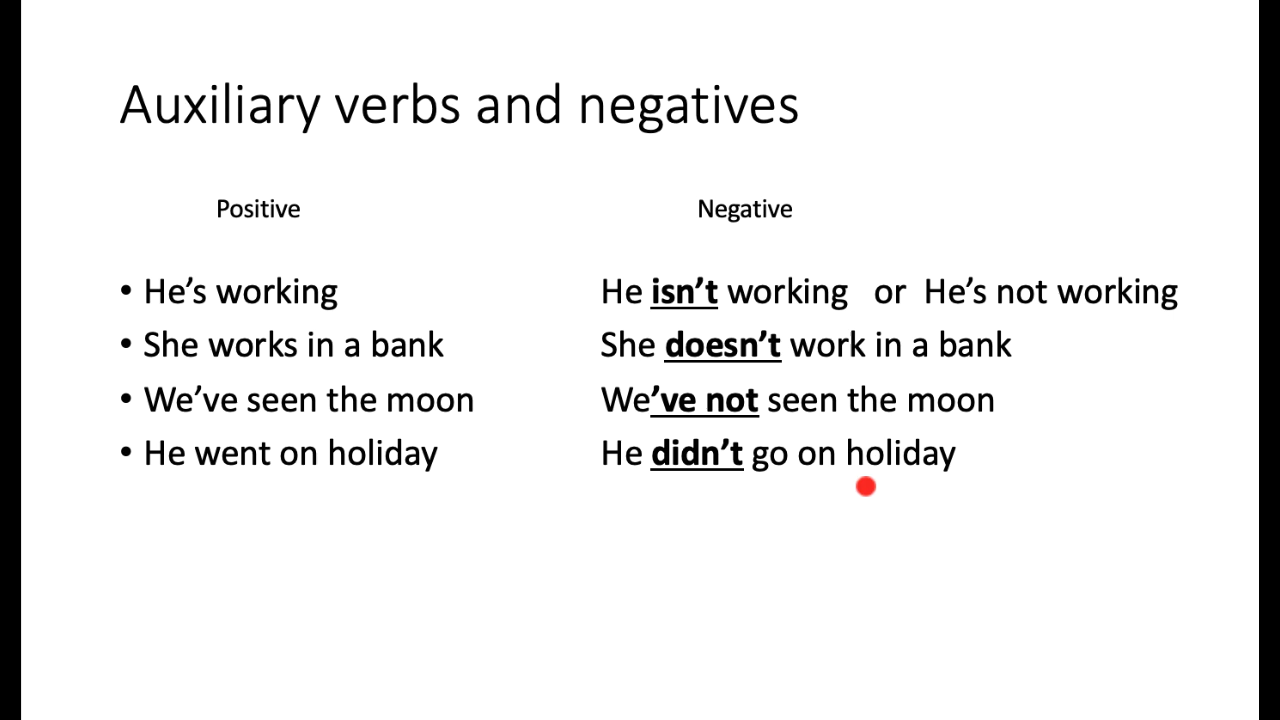 Auxiliary verbs and negatives
Positive Negative
• He’s working He isn’t working or He’s not working
• She works in a bank She doesn’t work in a bank
• We’ve seen the moon We’ve not seen the moon
• He went on holiday He didn’t go on holiday